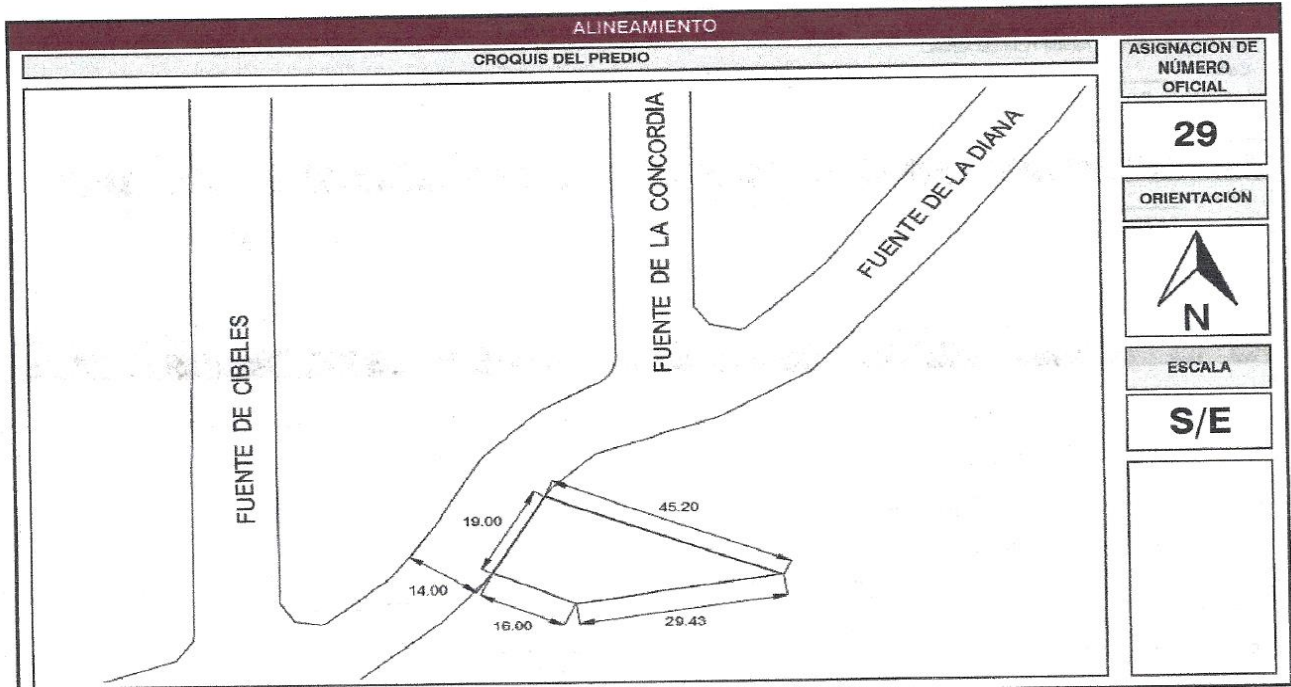 ALINEAMIENTO
CROQUIS DEL PREDIO
ASIGNACIÓN DE
NÚMERO
OFICIAL
29
ORIENTACIÓN
N
ESCALA
S/E
FUENTE DE CIBELES
FUENTE DE LA CONCORDIA
FUENTE DE LA DIANA
45.20
19.00
14.00
16.00
29.43